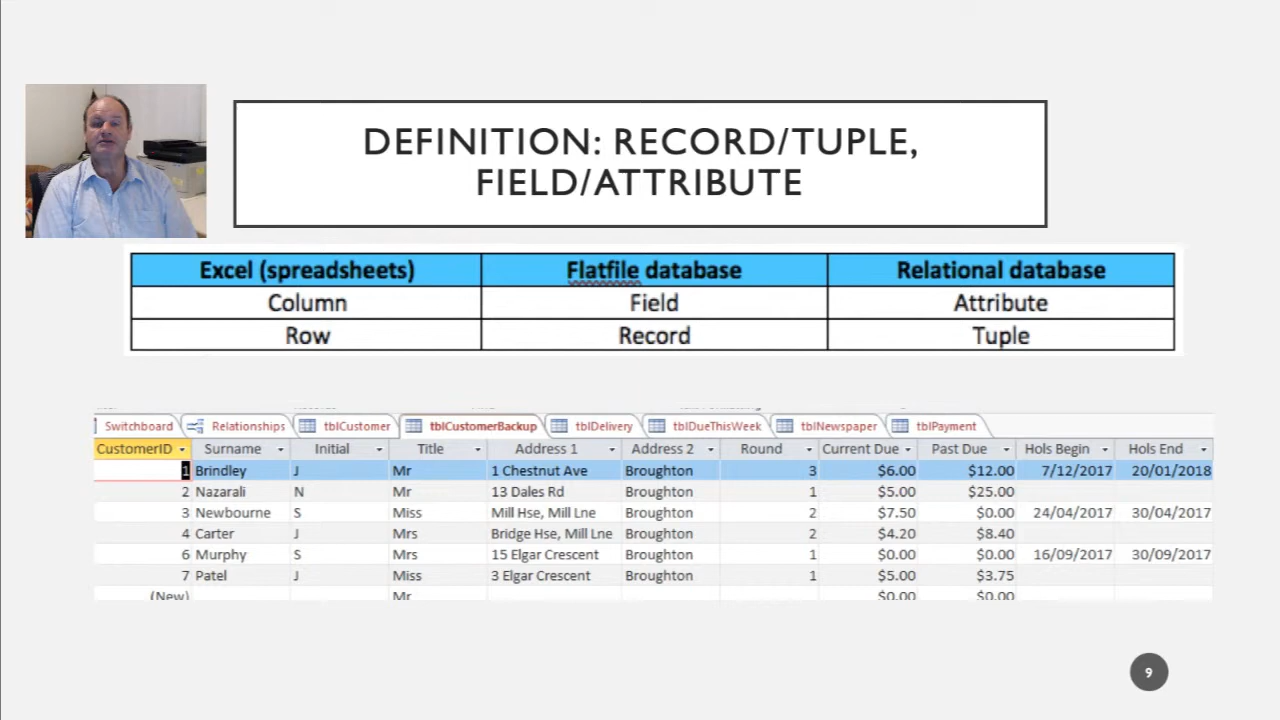 DEFINITION: RECORD/TUPLE,
FIELD/ATTRIBUTE
Excel (spreadsheets) Flatfile database Relational database
Column Field Attribute
Row Record Tuple
Switchboard Relationships tblCustomer tblCustomerBackup tblDelivery tblDueThisWeek tblNewspaper tblPayment
CustomerID Surname Initial Title Address 1 Address 2 Round Current Due Past Due Hols Begin Hols End
1 Brindley J Mr 1 Chestnut Ave Broughton 3 $6.00 $12.00 7/12/2017 20/01/2018
2 Nazarali N Mr 13 Dales Rd Broughton 1 $5.00 $25.00
3 Newbourne S Miss Mill Hse, Mill Lne Broughton 2 $7.50 $0.00 24/04/2017 30/04/2017
4 Carter J Mrs Bridge Hse, Mill Lne Broughton 2 $4.20 $8.40
6 Murphy S Mrs 15 Elgar Crescent Broughton 1 $0.00 $0.00 16/09/2017 30/09/2017
7 Patel J Miss 3 Elgar Crescent Broughton 1 $5.00 $3.75
(New) Mr $0.00 $0.00
9